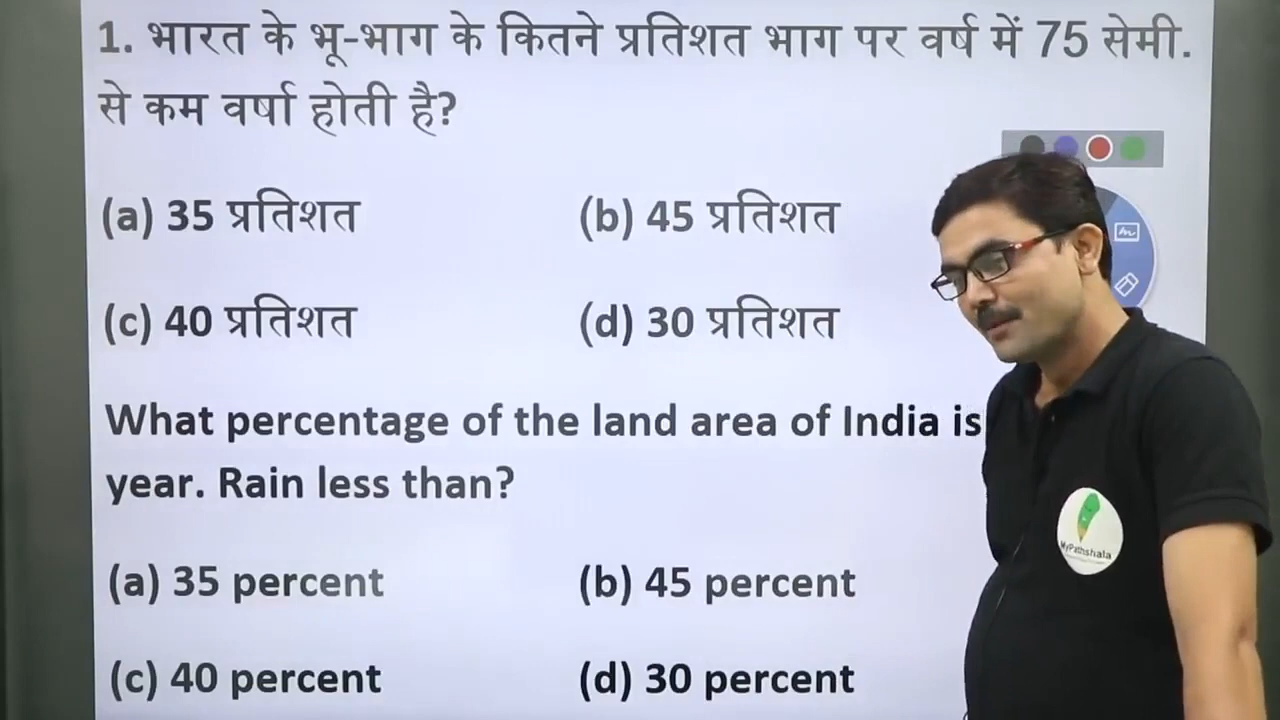 1. भारत के भू-भाग के कितने प्रतिशत भाग पर वर्ष में 75 सेमी.
से कम वर्षा होती है?
(a) 35 प्रतिशत (b) 45 प्रतिशत
(c) 40 प्रतिशत (d) 30 प्रतिशत
What percentage of the land area of India is
year. Rain less than?
(a) 35 percent (b) 45 percent
(c) 40 percent (d) 30 percent
MyPathshala